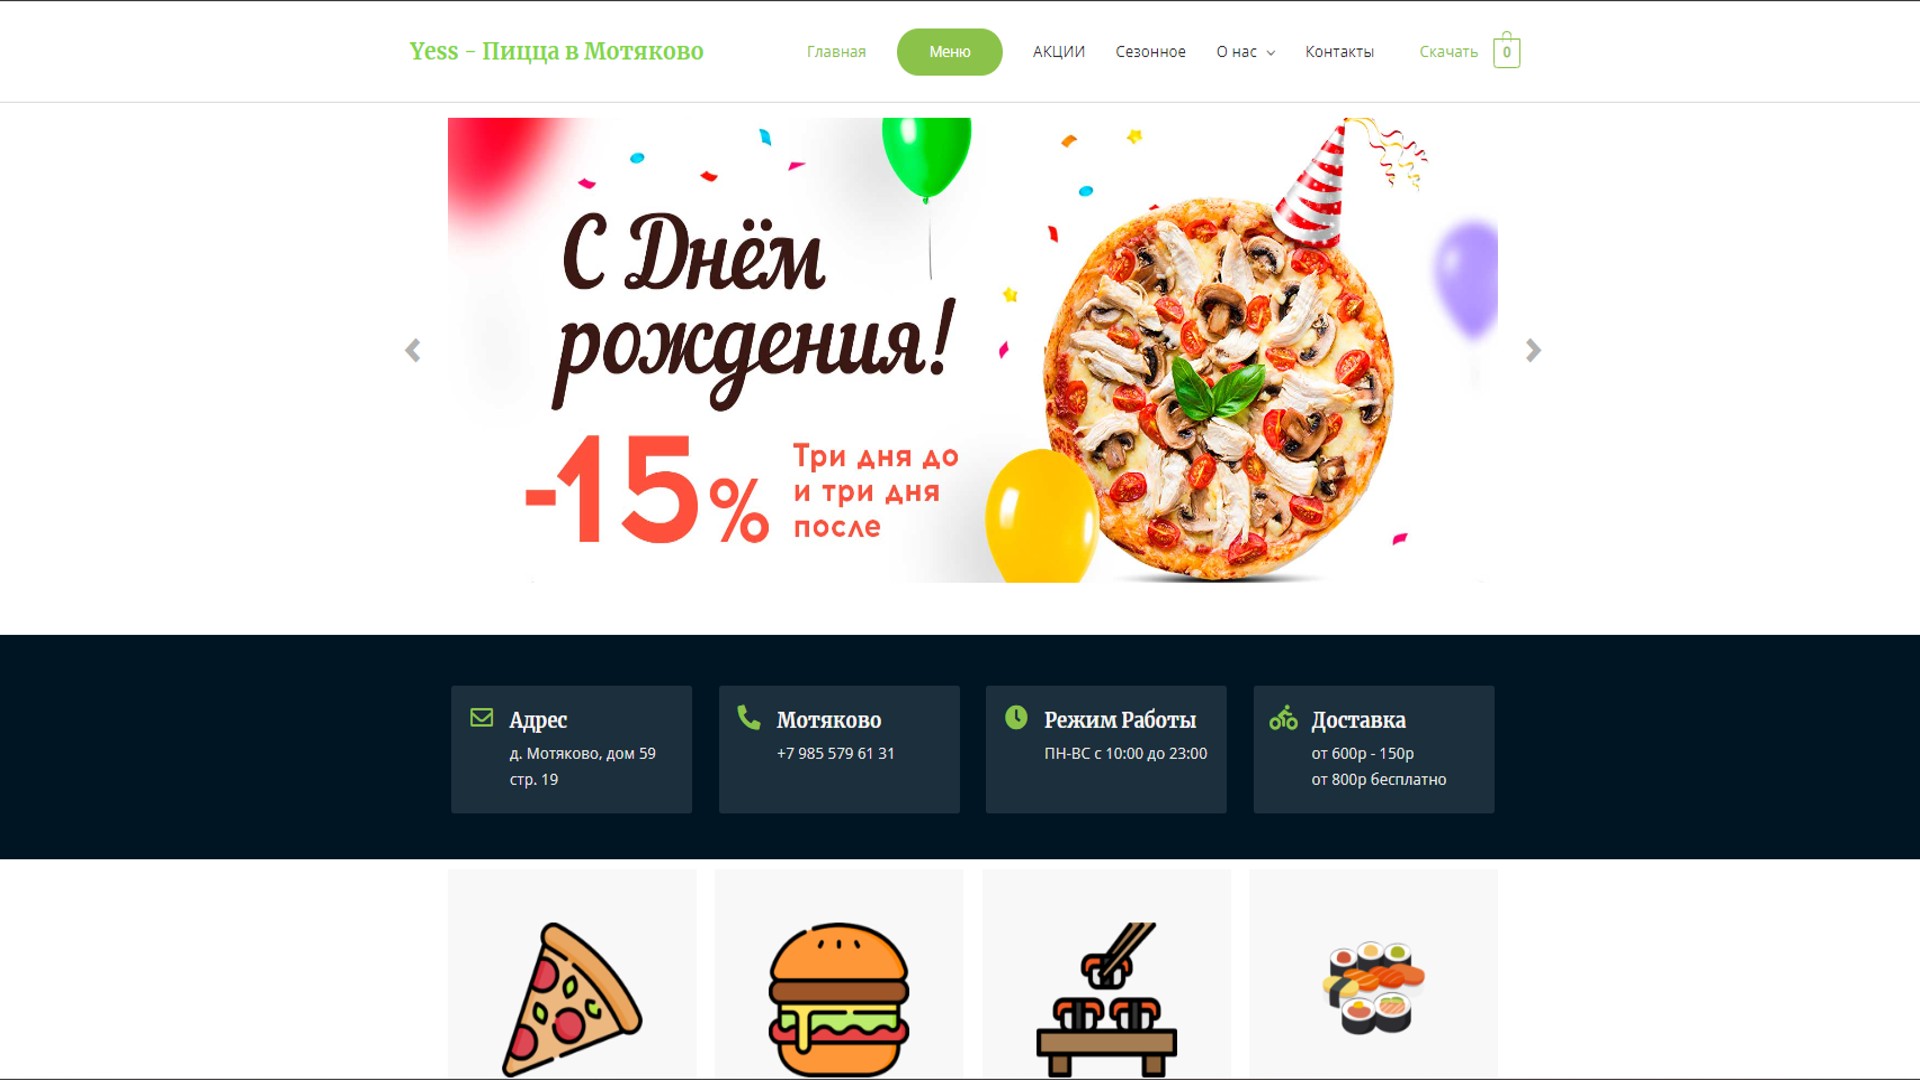 Yess - Пицца в Мотяково
Главная
Меню
АКЦИИ
Сезонное
О нас
Контакты
Скачать
0
С Днём
рождения!
-15%
Три дня до
и три дня
после
Адрес
д. Мотяково, дом 59
стр. 19
Мотяково
+7 985 579 61 31
Режим Работы
ПН-ВС с 10:00 до 23:00
Доставка
от 600р - 150р
от 800р бесплатно